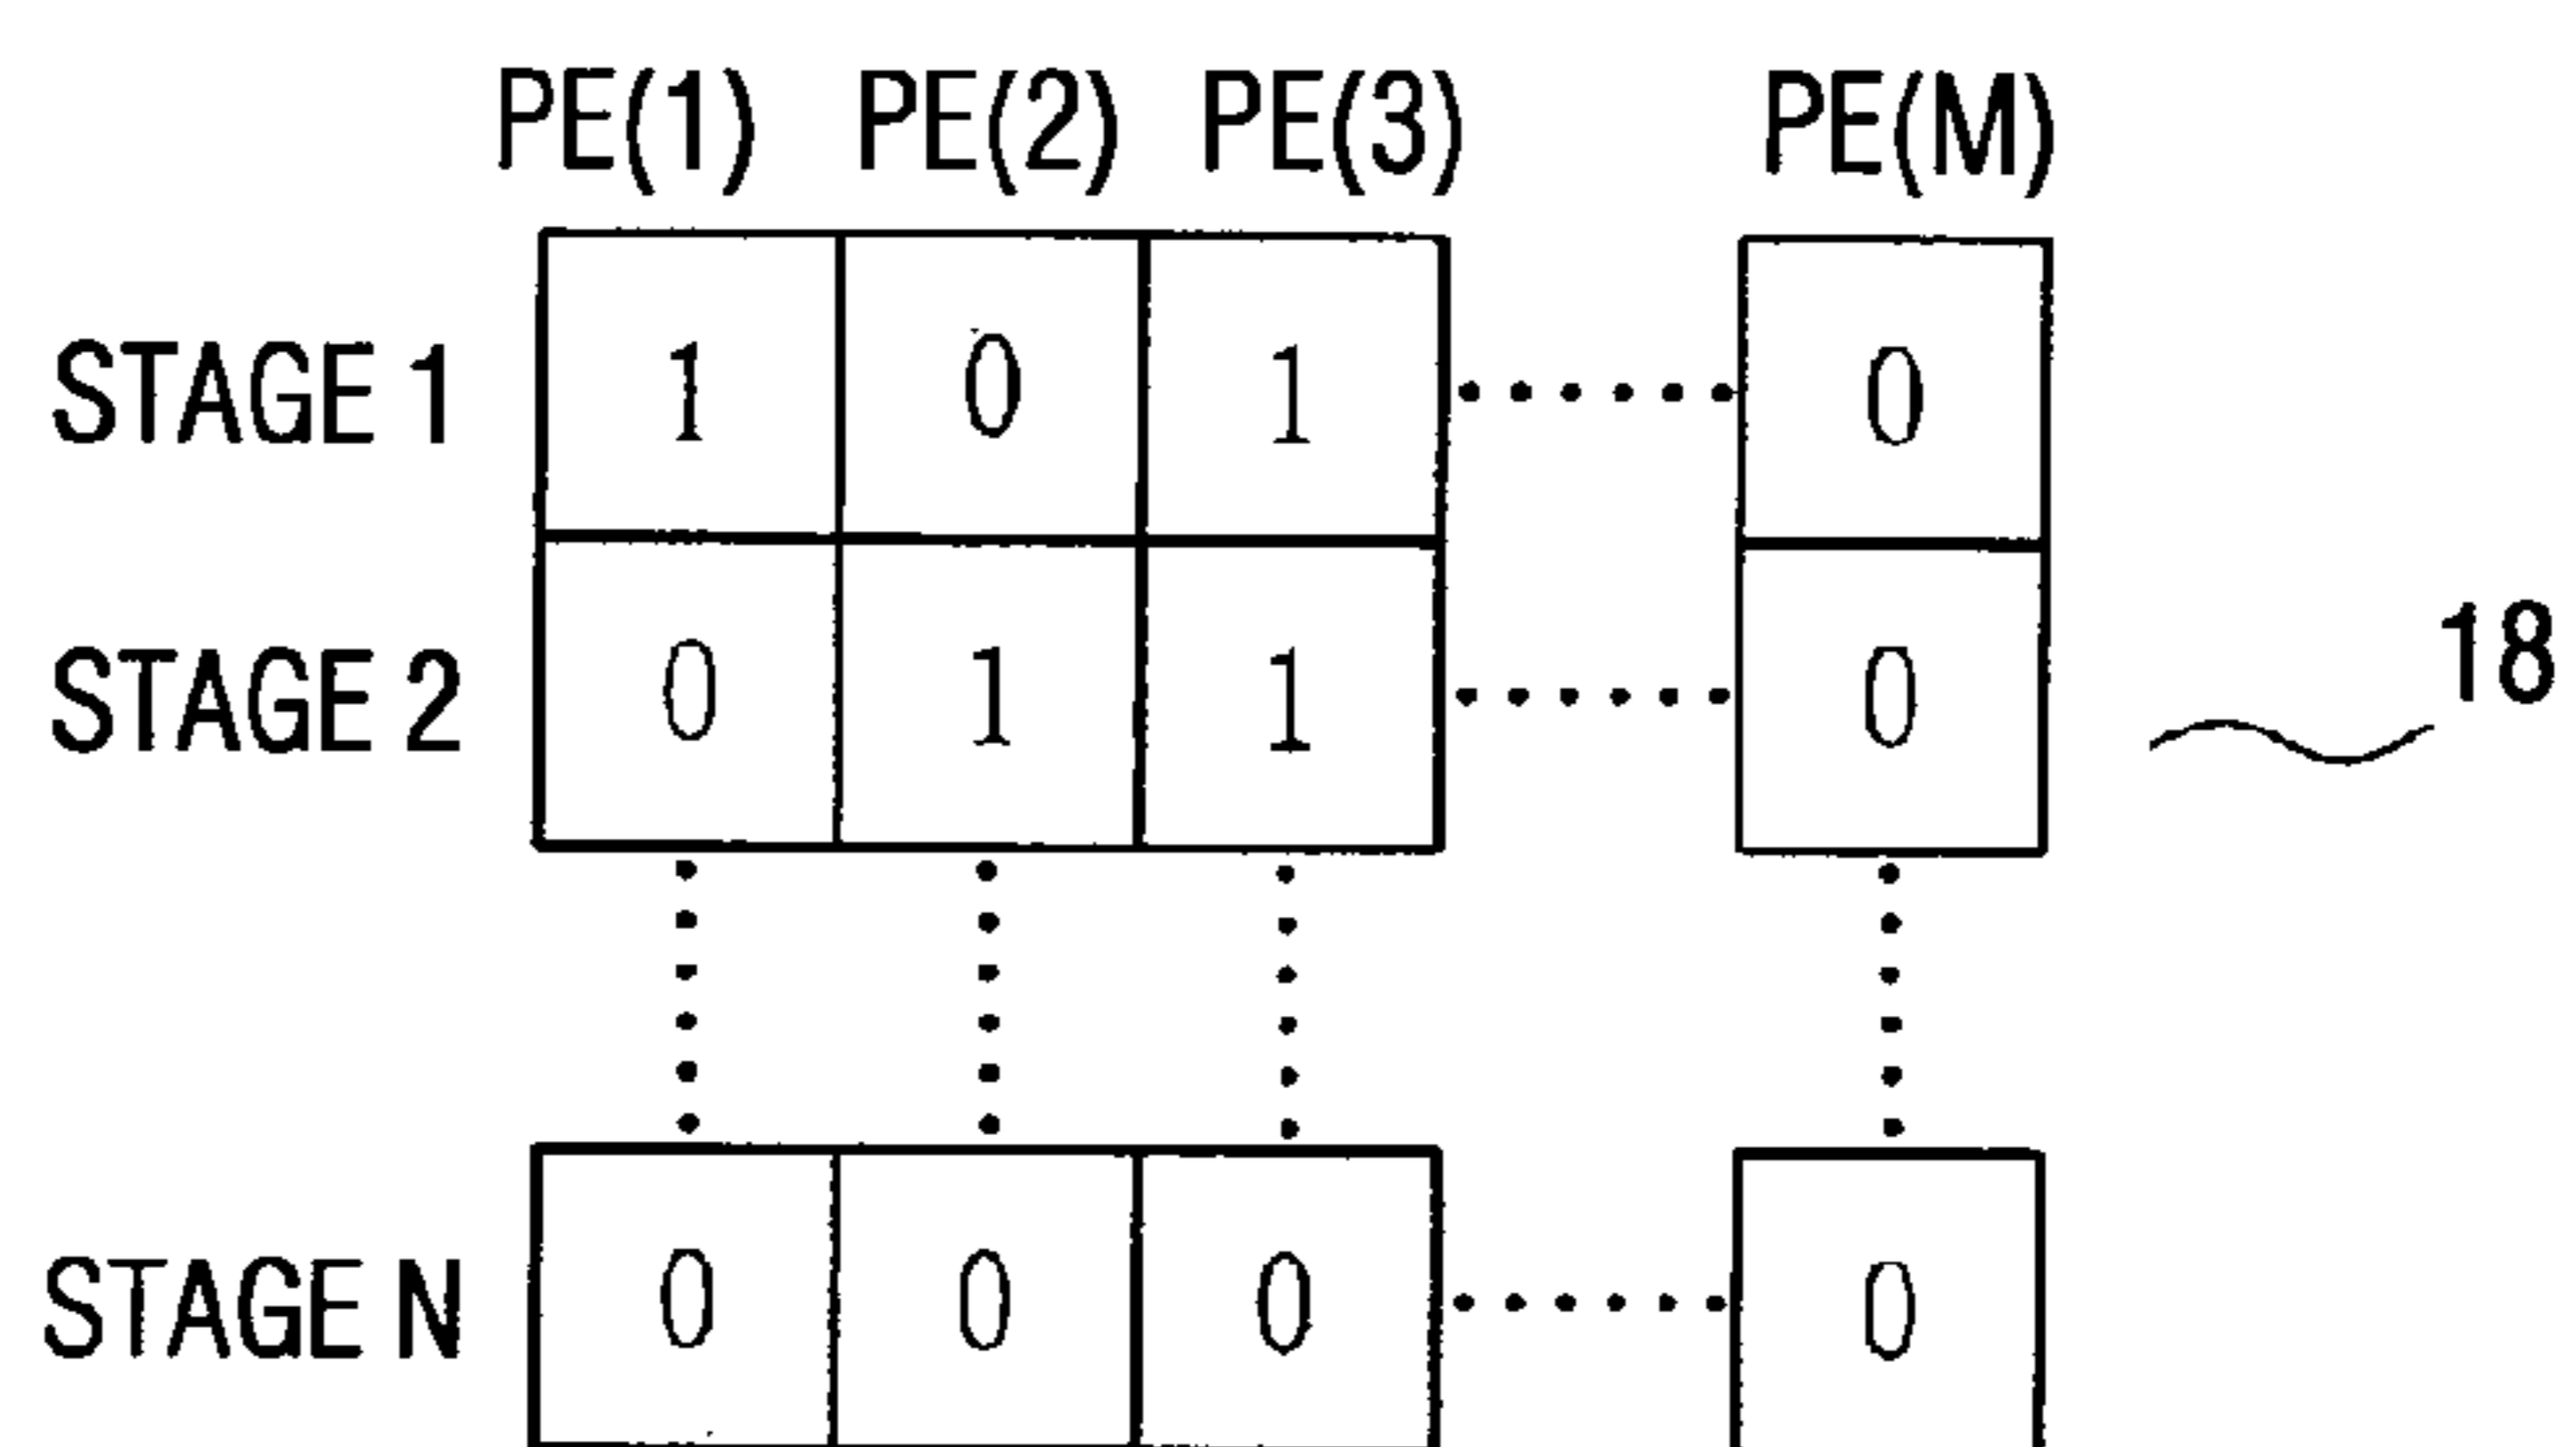 PE(1) PE(2) PE(3) PE(M)
STAGE 1 1 0 1 0
STAGE 2 0 1 1 0
18
STAGE N 0 0 0 0